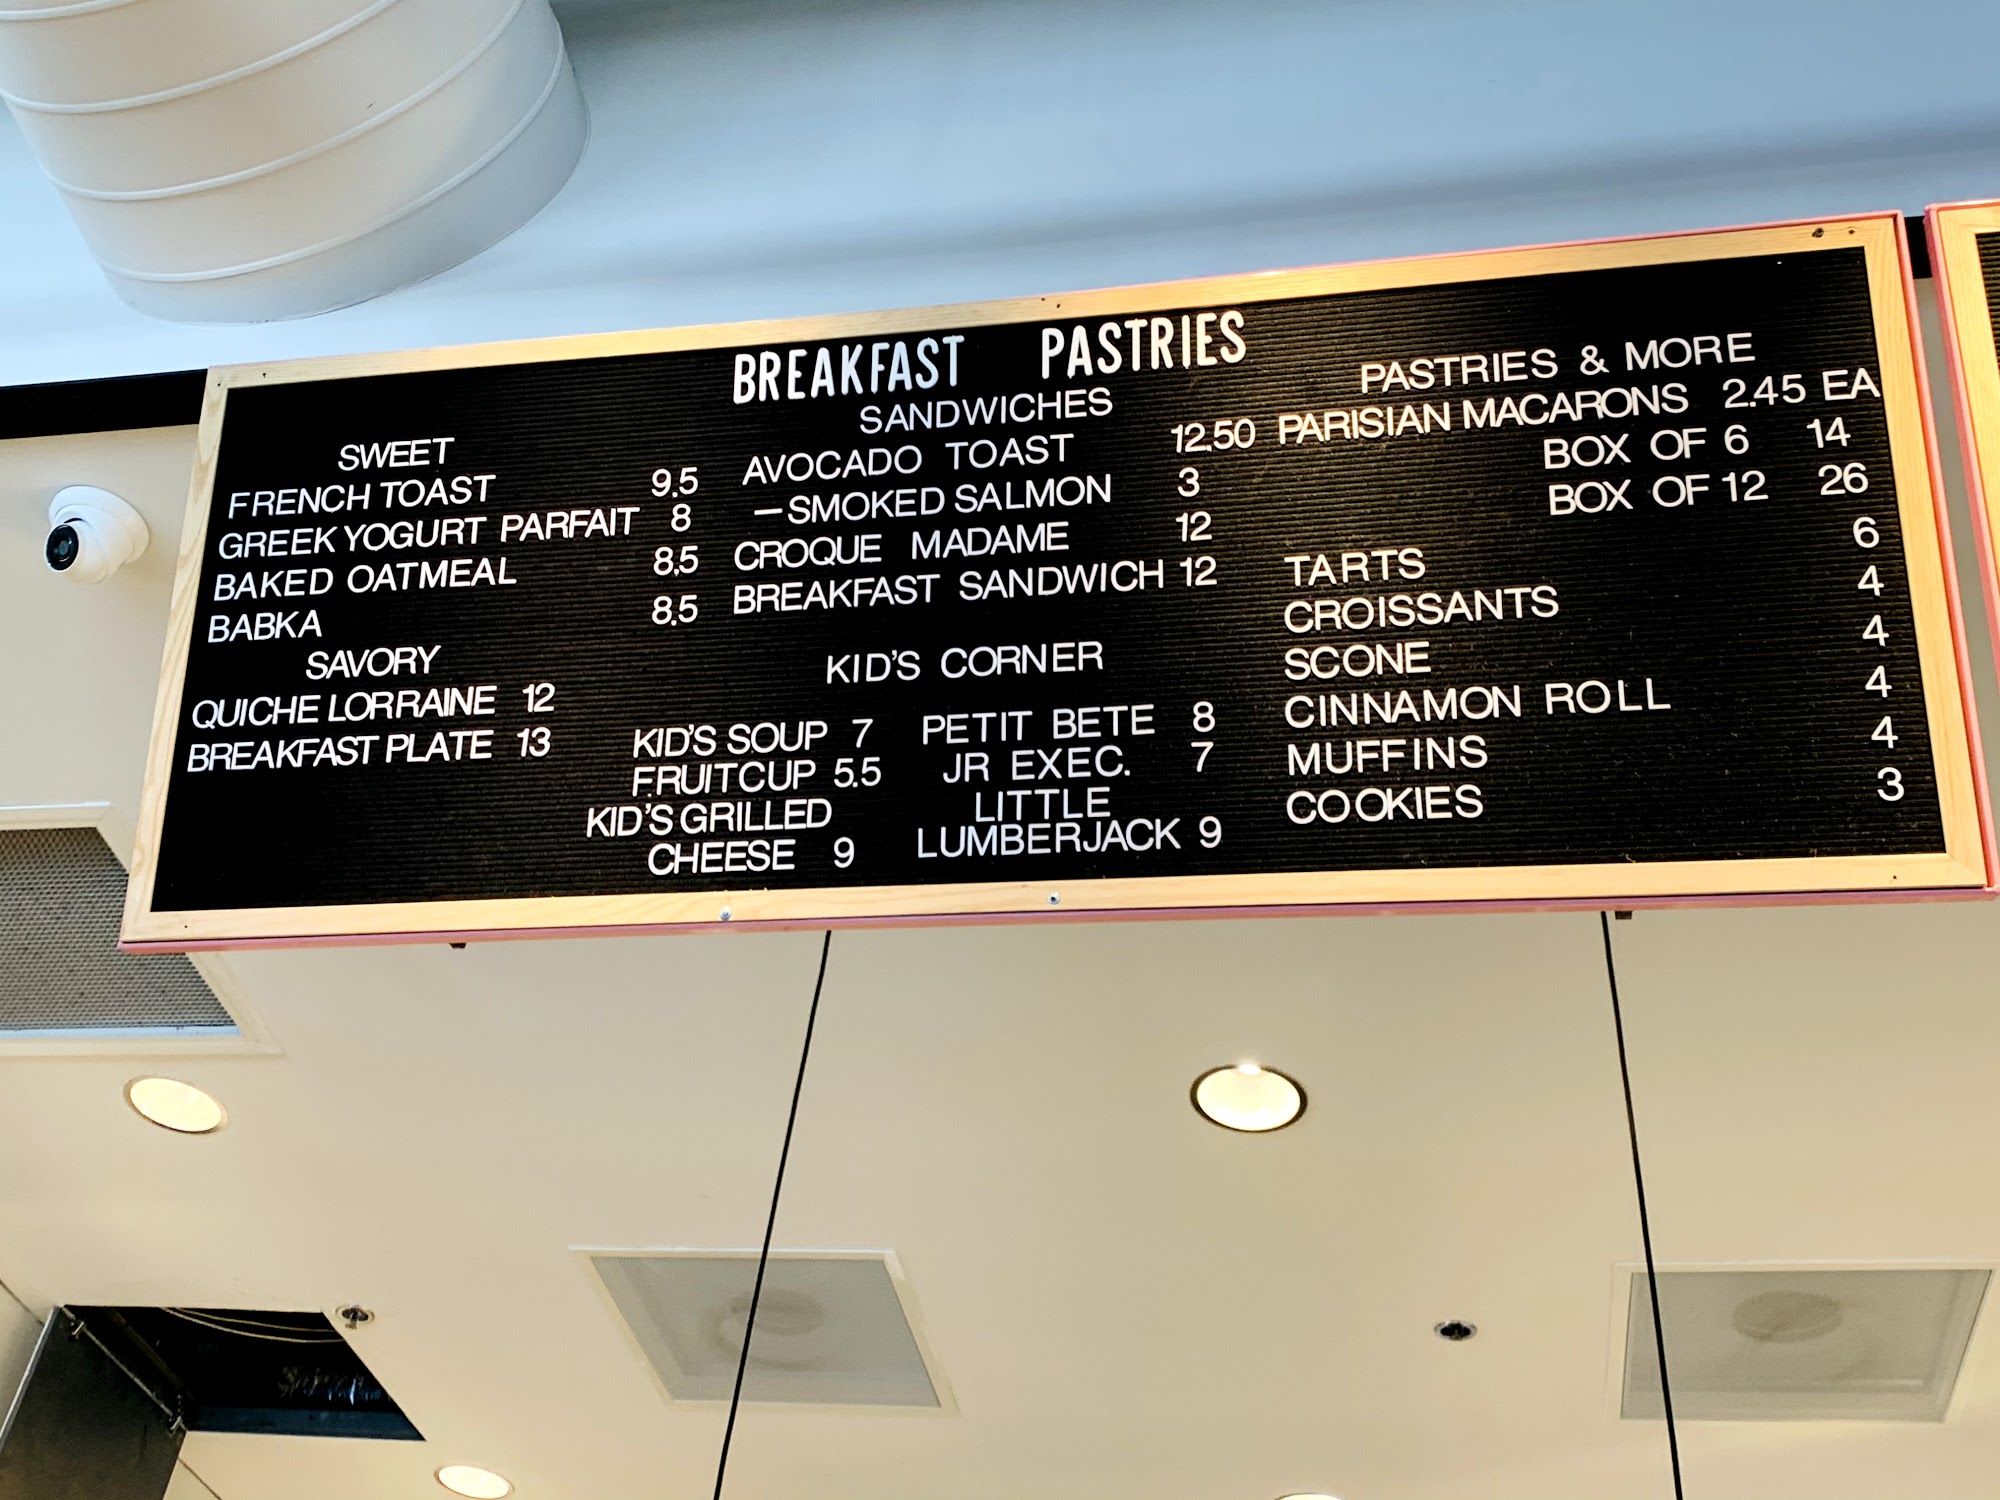 BREAKFAST PASTRIES
SWEET
FRENCH TOAST 9.5
GREEK YOGURT PARFAIT 8
BAKED OATMEAL 8.5
BABKA 8.5
SAVORY
QUICHE LORRAINE 12
BREAKFAST PLATE 13
SANDWICHES
AVOCADO TOAST 12.50
—SMOKED SALMON 3
CROQUE MADAME 12
BREAKFAST SANDWICH 12
KID'S CORNER
KID'S SOUP 7
FRUIT CUP 5.5
KID'S GRILLED
CHEESE 9
PETIT BETE 8
JR EXEC. 7
LITTLE
LUMBERJACK 9
PASTRIES & MORE
PARISIAN MACARONS 2.45 EA
BOX OF 6 14
BOX OF 12 26
TARTS 6
CROISSANTS 4
SCONE 4
CINNAMON ROLL 4
MUFFINS 4
COOKIES 3